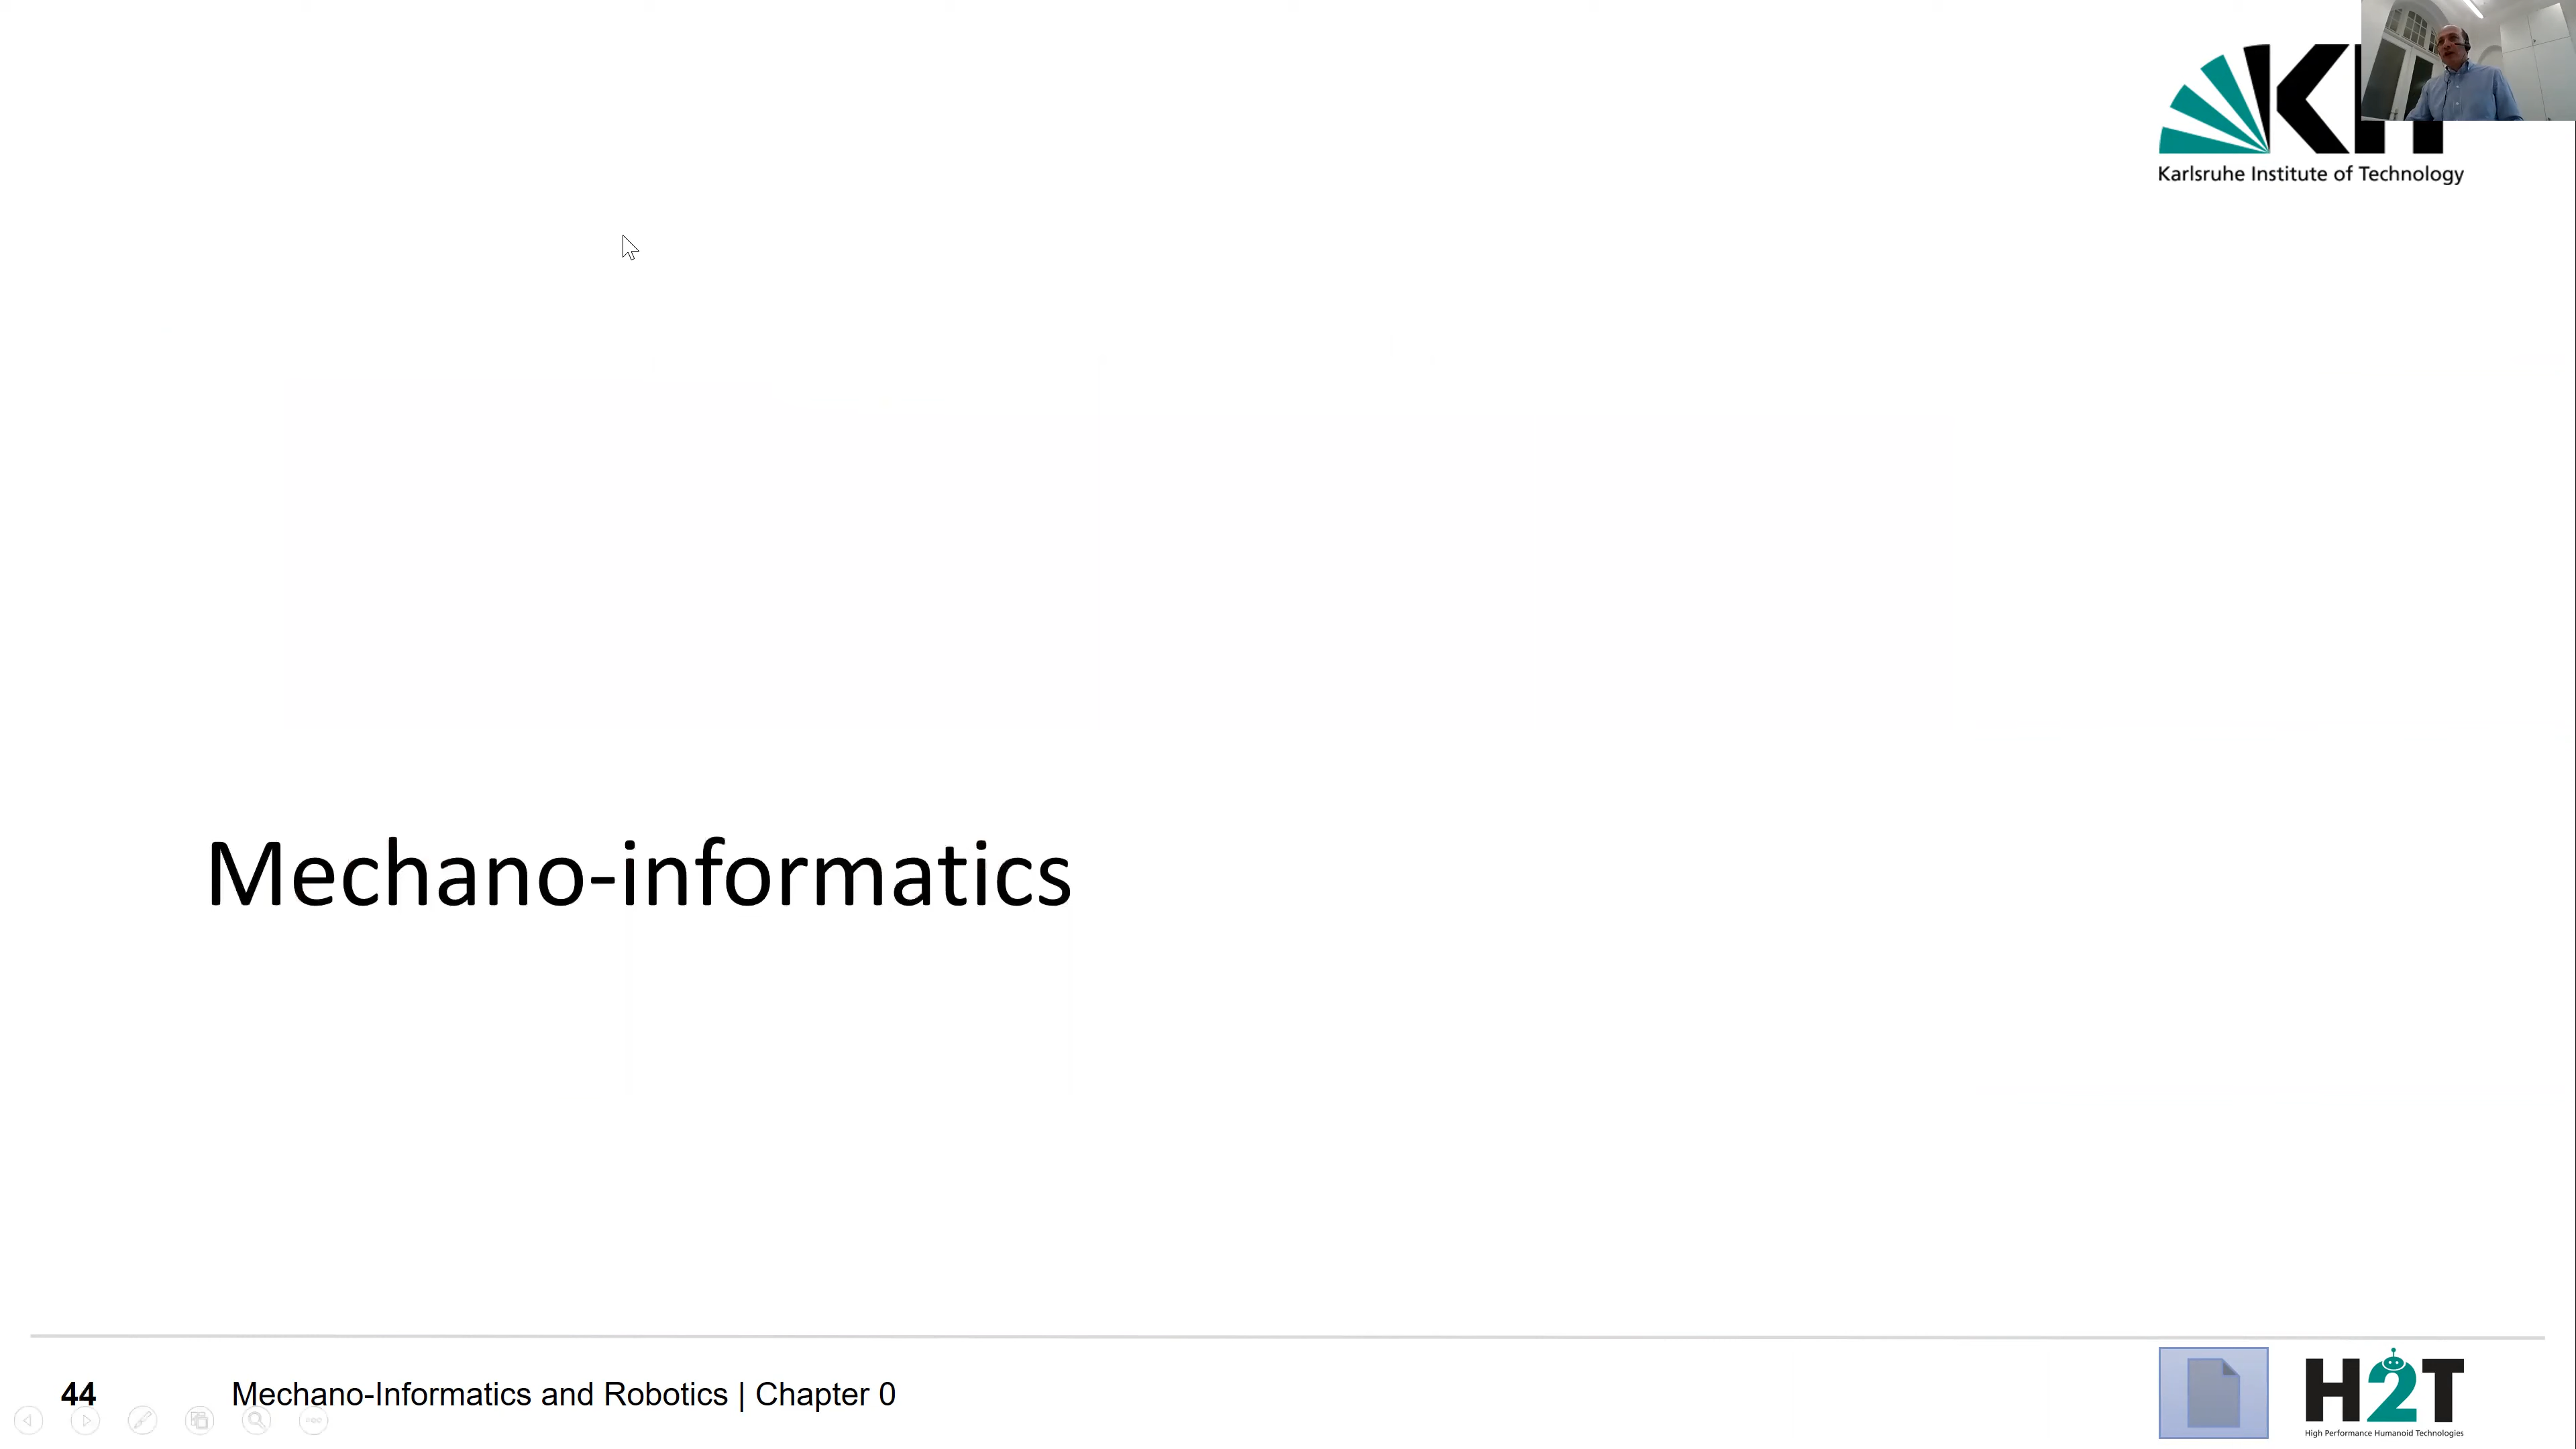 Karlsruhe Institute of Technology
Mechano-informatics
44 Mechano-Informatics and Robotics | Chapter 0
H2T
High Performance Humanoid Technologies